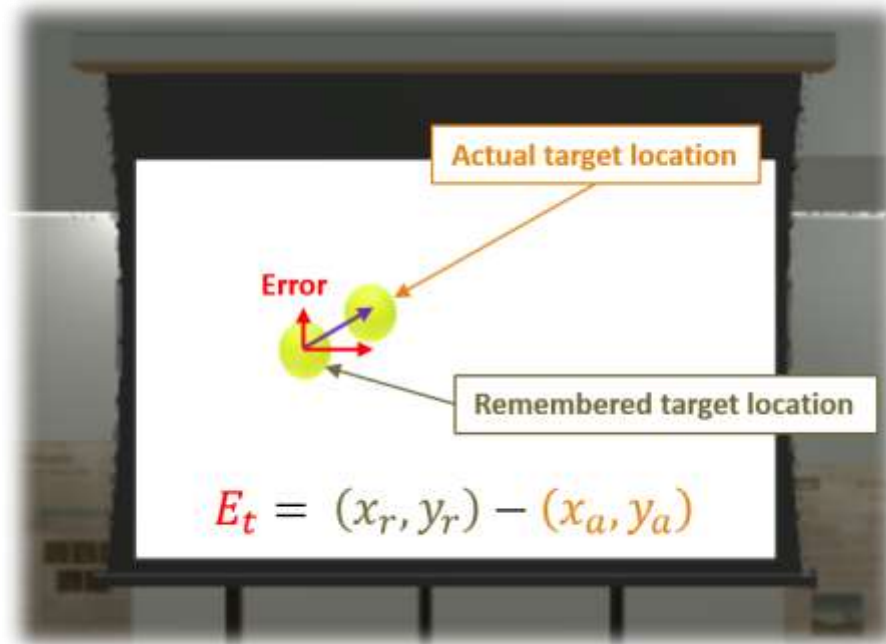 Actual target location
Error
Remembered target location
E_t = (x_r, y_r) − (x_a, y_a)